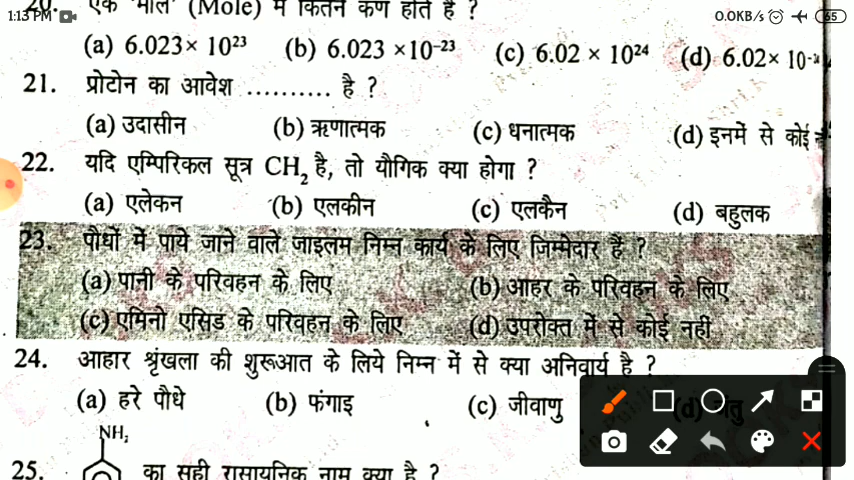 1:13 PM 0.0KB/s 65
20. एक मोल (Mole) में कितने कण होते हैं ?
(a) 6.023× 10²³ (b) 6.023 ×10⁻²³ (c) 6.02 × 10²⁴ (d) 6.02× 10
21. प्रोटोन का आवेश .......... है ?
(a) उदासीन (b) ऋणात्मक (c) धनात्मक (d) इनमें से कोई
22. यदि एम्पिरिकल सूत्र CH₂ है, तो यौगिक क्या होगा ?
(a) एलेकन (b) एलकीन (c) एलकैन (d) बहुलक
23. पौधों में पाये जाने वाले जाइलम निम्न कार्य के लिए जिम्मेदार हैं ?
(a) पानी के परिवहन के लिए (b) आहर के परिवहन के लिए
(c) एमिनो एसिड के परिवहन के लिए (d) उपरोक्त में से कोई नहीं
24. आहार श्रृंखला की शुरूआत के लिये निम्न में से क्या अनिवार्य है ?
(a) हरे पौधे (b) फंगाइ (c) जीवाणु (d)
NH₂
25. का सही रासायनिक नाम क्या है ?